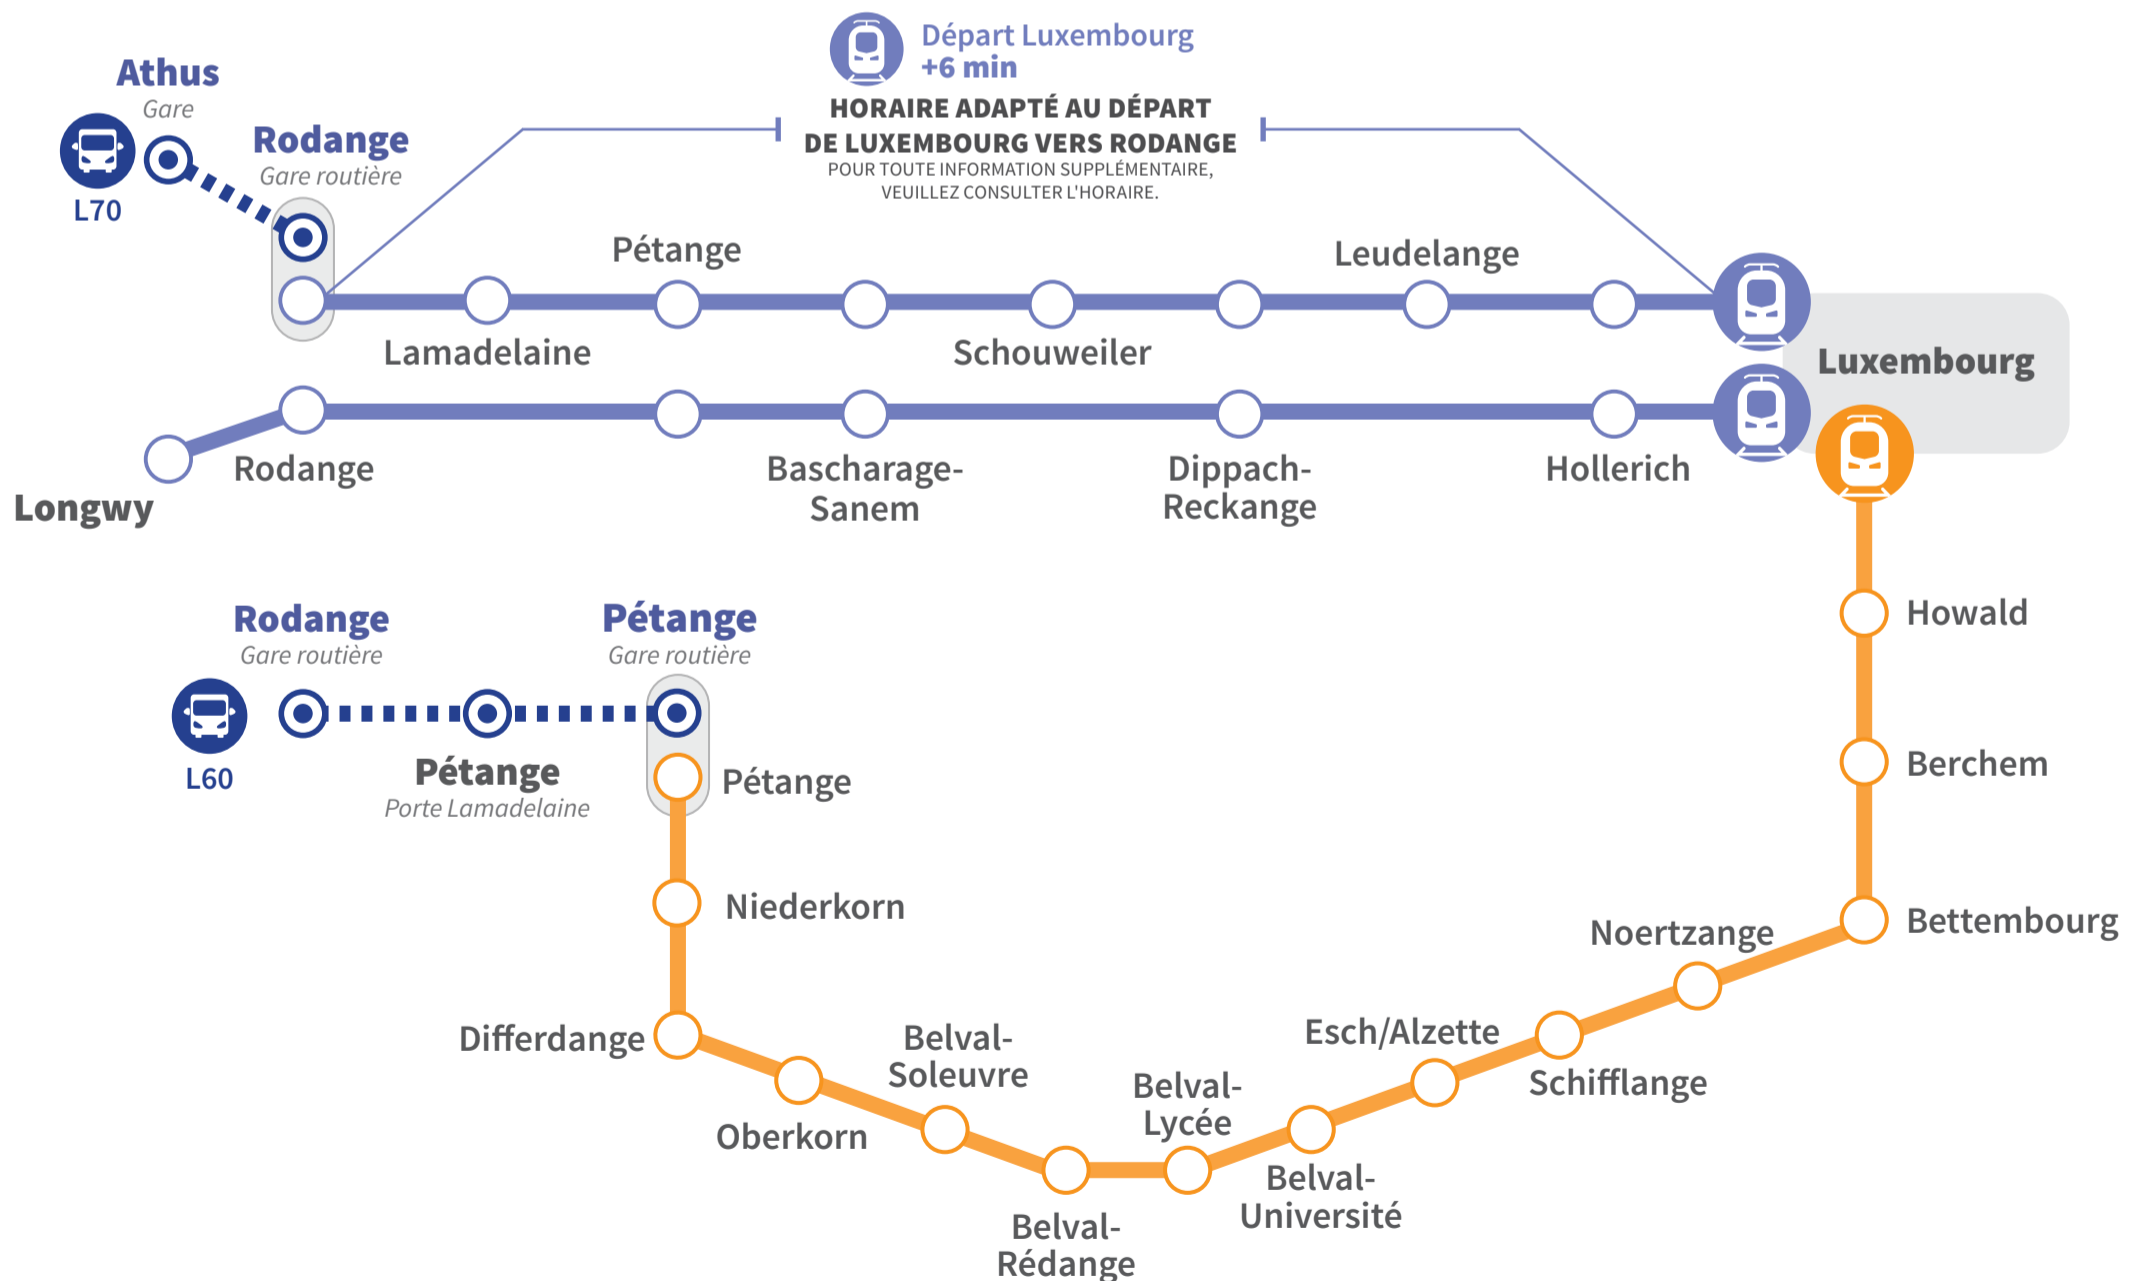 Départ Luxembourg
+6 min
HORAIRE ADAPTÉ AU DÉPART
DE LUXEMBOURG VERS RODANGE
POUR TOUTE INFORMATION SUPPLÉMENTAIRE,
VEUILLEZ CONSULTER L'HORAIRE.
Athus
Gare
L70
Rodange
Gare routière
Pétange
Leudelange
Lamadelaine
Schouweiler
Luxembourg
Longwy
Rodange
Bascharage-
Sanem
Dippach-
Reckange
Hollerich
Rodange
Gare routière
Pétange
Gare routière
L60
Pétange
Porte Lamadelaine
Pétange
Niederkorn
Differdange
Oberkorn
Belval-
Soleuvre
Belval-
Rédange
Belval-
Lycée
Belval-
Université
Esch/Alzette
Schifflange
Noertzange
Bettembourg
Berchem
Howald